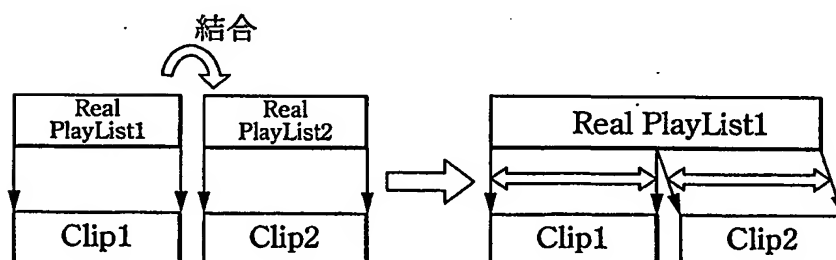 結合
Real
PlayList1
Real
PlayList2
Real PlayList1
Clip1
Clip2
Clip1
Clip2